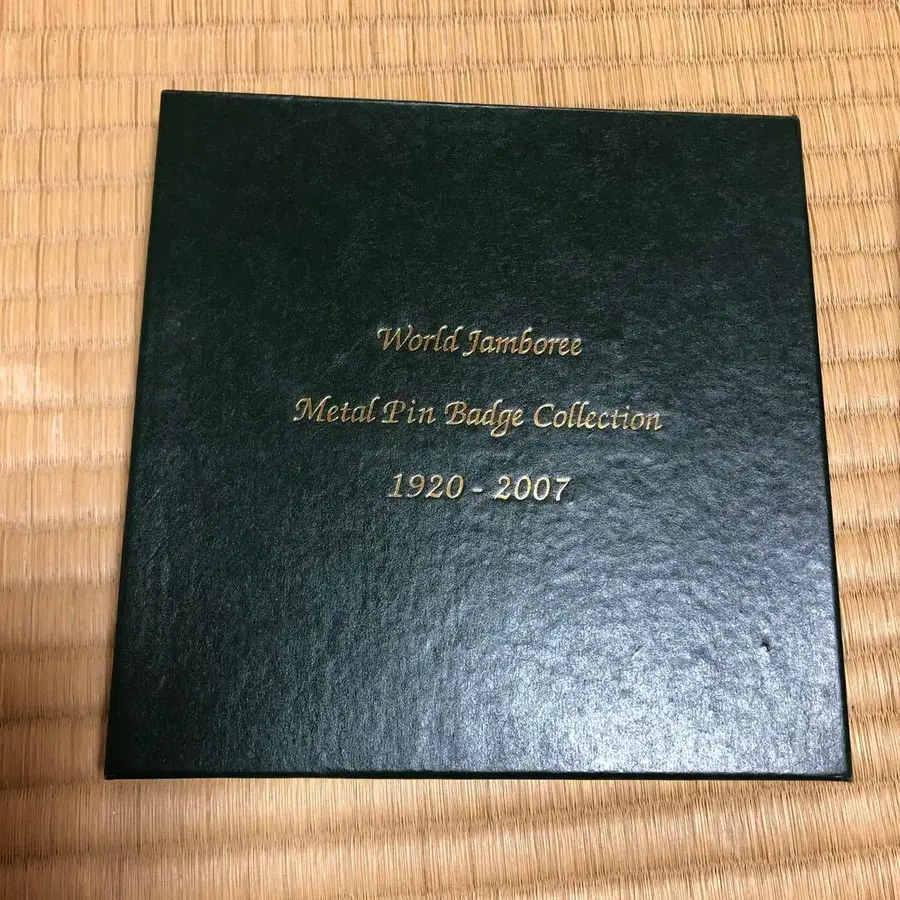 World Jamboree
Metal Pin Badge Collection
1920 - 2007